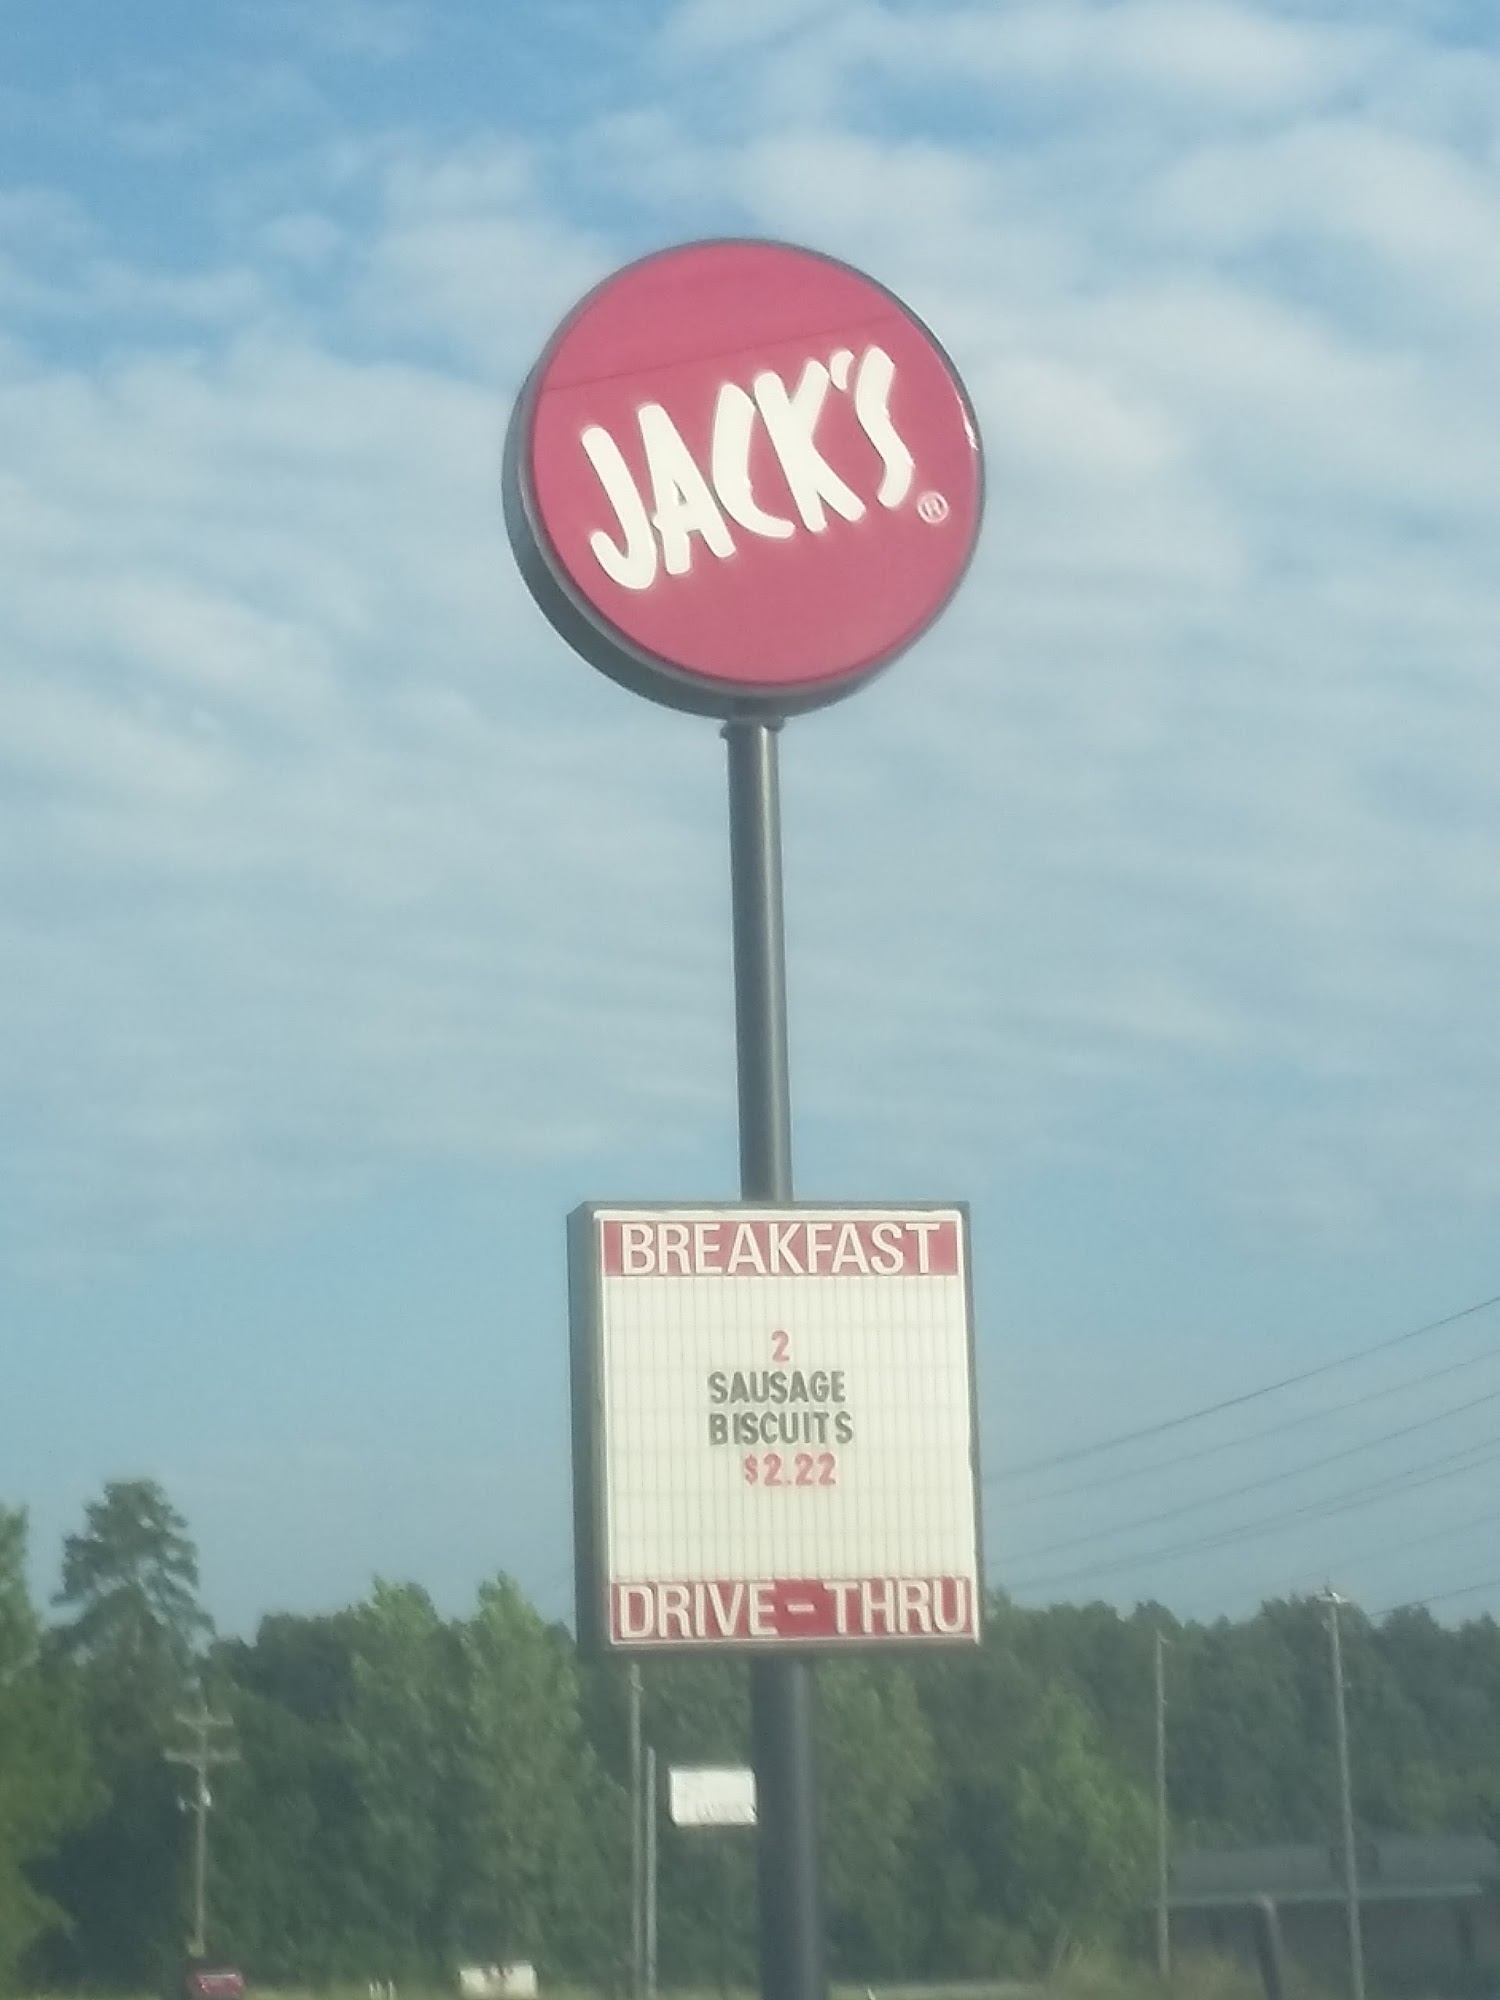 JACK'S®
BREAKFAST
2
SAUSAGE
BISCUITS
$2.22
DRIVE-THRU